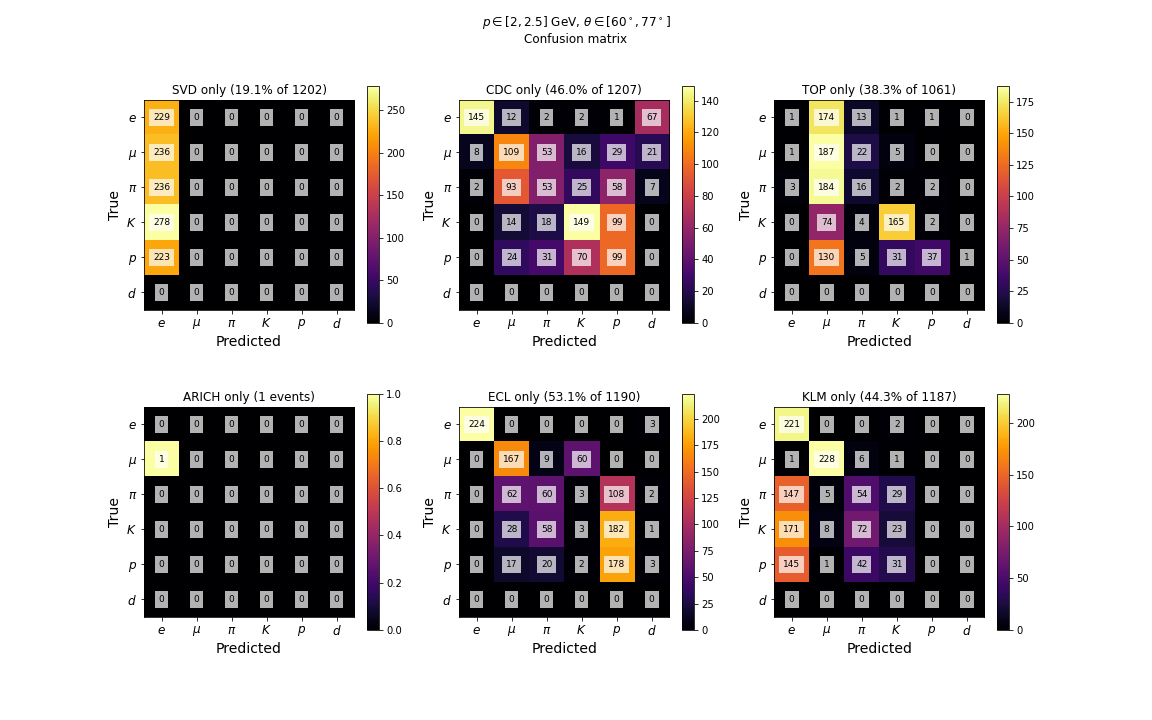 p ∈ [2, 2.5] GeV, θ ∈ [60°, 77°]
Confusion matrix
SVD only (19.1% of 1202)
True
e 229 0 0 0 0 0
μ 236 0 0 0 0 0
π 236 0 0 0 0 0
K 278 0 0 0 0 0
p 223 0 0 0 0 0
d 0 0 0 0 0 0
e μ π K p d
Predicted
250
200
150
100
50
0
CDC only (46.0% of 1207)
True
e 145 12 2 2 1 67
μ 8 109 53 16 29 21
π 2 93 53 25 58 7
K 0 14 18 149 99 0
p 0 24 31 70 99 0
d 0 0 0 0 0 0
e μ π K p d
Predicted
140
120
100
80
60
40
20
0
TOP only (38.3% of 1061)
True
e 1 174 13 1 1 0
μ 1 187 22 5 0 0
π 3 184 16 2 2 0
K 0 74 4 165 2 0
p 0 130 5 31 37 1
d 0 0 0 0 0 0
e μ π K p d
Predicted
175
150
125
100
75
50
25
0
ARICH only (1 events)
True
e 0 0 0 0 0 0
μ 1 0 0 0 0 0
π 0 0 0 0 0 0
K 0 0 0 0 0 0
p 0 0 0 0 0 0
d 0 0 0 0 0 0
e μ π K p d
Predicted
1.0
0.8
0.6
0.4
0.2
0.0
ECL only (53.1% of 1190)
True
e 224 0 0 0 0 3
μ 0 167 9 60 0 0
π 0 62 60 3 108 2
K 0 28 58 3 182 1
p 0 17 20 2 178 3
d 0 0 0 0 0 0
e μ π K p d
Predicted
200
175
150
125
100
75
50
25
0
KLM only (44.3% of 1187)
True
e 221 0 0 2 0 0
μ 1 228 6 1 0 0
π 147 5 54 29 0 0
K 171 8 72 23 0 0
p 145 1 42 31 0 0
d 0 0 0 0 0 0
e μ π K p d
Predicted
200
150
100
50
0